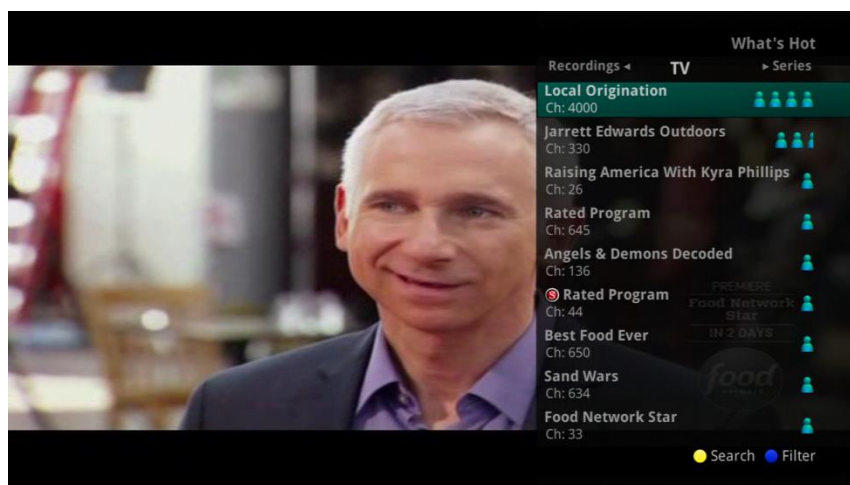 What's Hot
Recordings ◂ TV ▸ Series
Local Origination
Ch: 4000
Jarrett Edwards Outdoors
Ch: 330
Raising America With Kyra Phillips
Ch: 26
Rated Program
Ch: 645
Angels & Demons Decoded
Ch: 136
PREMIERE
S Rated Program
Food Network
Ch: 44
Star
IN 2 DAYS
Best Food Ever
Ch: 650
Sand Wars
food
Ch: 634
Food Network Star
Ch: 33
Search Filter